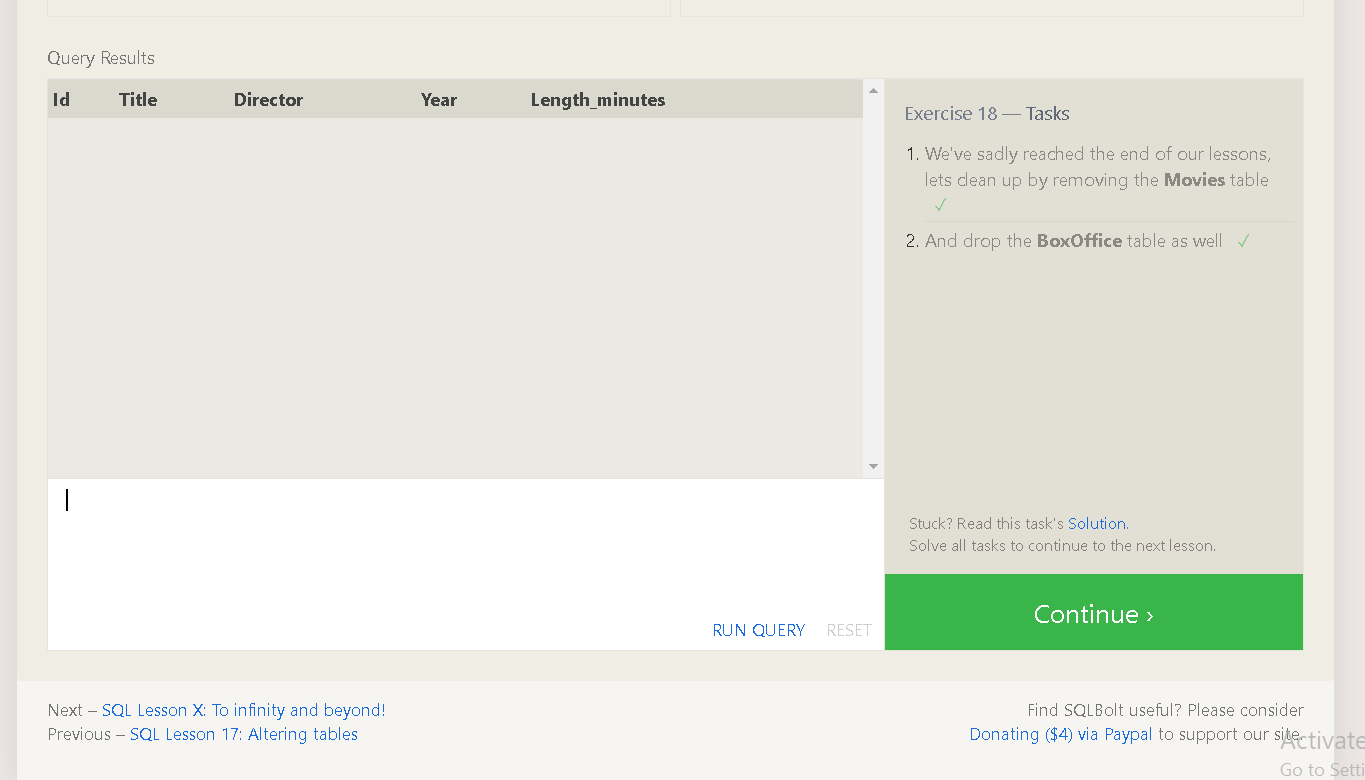 Query Results
Id Title Director Year Length_minutes
Exercise 18 — Tasks
1. We've sadly reached the end of our lessons,
lets clean up by removing the Movies table
✓
2. And drop the BoxOffice table as well ✓
Stuck? Read this task's Solution.
Solve all tasks to continue to the next lesson.
RUN QUERY RESET
Continue ›
Next – SQL Lesson X: To infinity and beyond!
Previous – SQL Lesson 17: Altering tables
Find SQLBolt useful? Please consider
Donating ($4) via Paypal to support our site.
Activate
Go to Setti